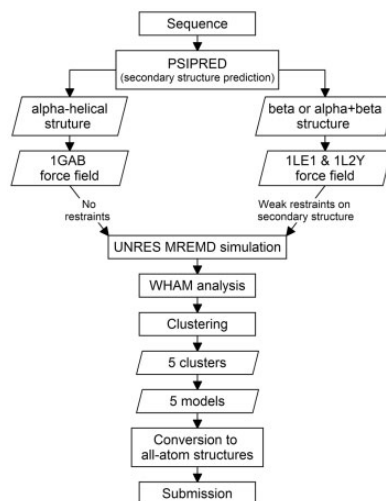 Sequence
PSIPRED
(secondary structure prediction)
alpha-helical
struture
beta or alpha+beta
structure
1GAB
force field
1LE1 & 1L2Y
force field
No
restraints
Weak restraints on
secondary structure
UNRES MREMD simulation
WHAM analysis
Clustering
5 clusters
5 models
Conversion to
all-atom structures
Submission